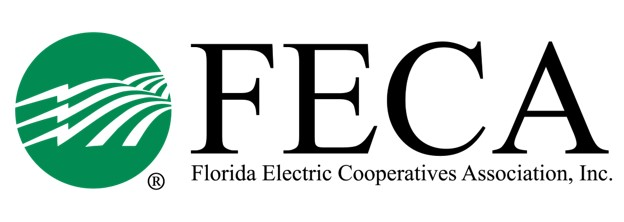 FECA
®
Florida Electric Cooperatives Association, Inc.